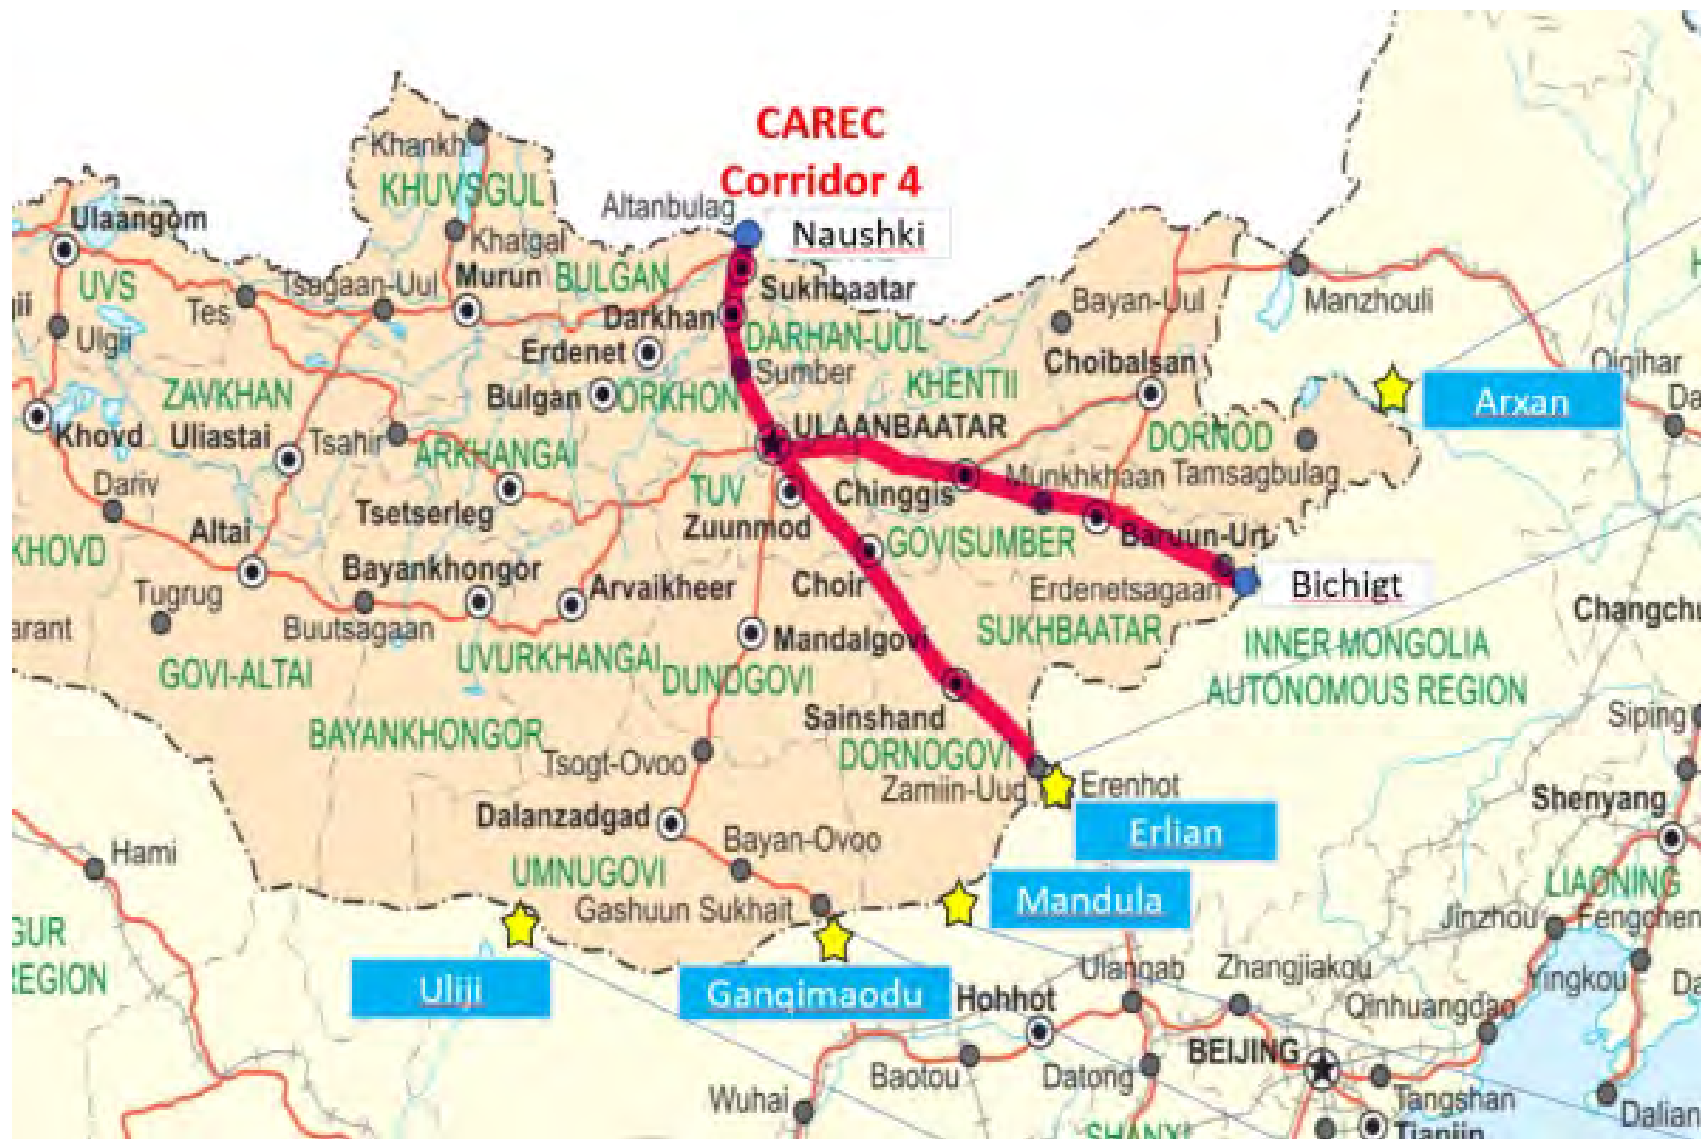 CAREC
Corridor 4
Khankh
KHUVSGUL
Altanbulag
Naushki
Ulaangom
Khatgal
UVS
Tsagaan-Uul
Murun
BULGAN
Sukhbaatar
Tes
Darkhan
DARHAN-UUL
Bayan-Uul
Manzhouli
Ulgii
Erdenet
Sumber
Choibalsan
Qiqihar
ZAVKHAN
Bulgan
ORKHON
KHENTII
Arxan
Khovd
Uliastai
Tsahir
ARKHANGAI
ULAANBAATAR
DORNOD
Dariv
TUV
Chinggis
Munkhkhaan
Tamsagbulag
Tsetserleg
Altai
Zuunmod
GOVISUMBER
Baruun-Urt
KHOVD
Bayankhongor
Arvaikheer
Choir
Erdenetsagaan
Bichigt
Tugrug
Buutsagaan
Mandalgovi
SUKHBAATAR
INNER MONGOLIA
AUTONOMOUS REGION
GOVI-ALTAI
UVURKHANGAI
DUNDGOVI
Sainshand
Siping
BAYANKHONGOR
Tsogt-Ovoo
DORNOGOVI
Zamiin-Uud
Erenhot
Shenyang
Dalanzadgad
Bayan-Ovoo
Erlian
Hami
UMNUGOVI
Gashuun Sukhait
Mandula
LIAONING
Jinzhou
GUR
REGION
Uliji
Ganqimaodu
Hohhot
Ulanqab
Zhangjiakou
Qinhuangdao
Yingkou
Baotou
Datong
BEIJING
Wuhai
Tangshan
Tianjin
Dalian
SHANXI